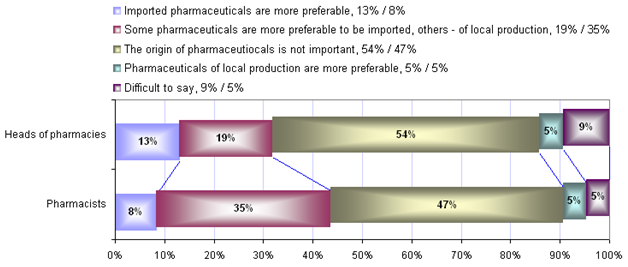 Imported pharmaceuticals are more preferable, 13% / 8%
Some pharmaceuticals are more preferable to be imported, others - of local production, 19% / 35%
The origin of pharmaceutiocals is not important, 54% / 47%
Pharmaceuticals of local production are more preferable, 5% / 5%
Difficult to say, 9% / 5%
Heads of pharmacies
13%
19%
54%
5%
9%
Pharmacists
8%
35%
47%
5%
5%
0% 10% 20% 30% 40% 50% 60% 70% 80% 90% 100%